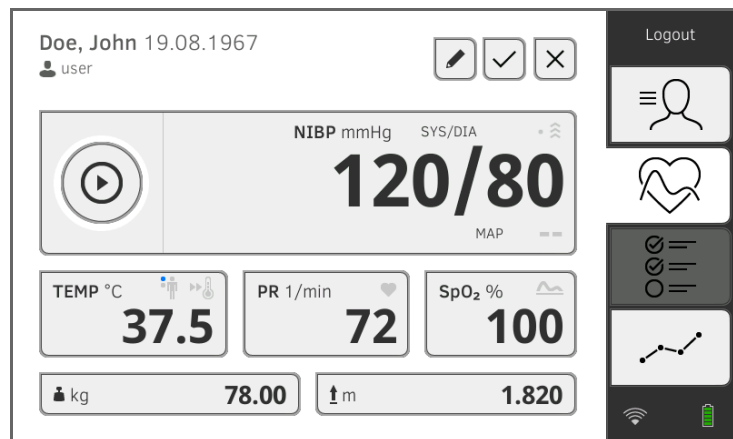 Doe, John 19.08.1967
user
Logout
NIBP mmHg SYS/DIA
120/80
MAP --
TEMP °C
37.5
PR 1/min
72
SpO₂ %
100
kg 78.00
m 1.820